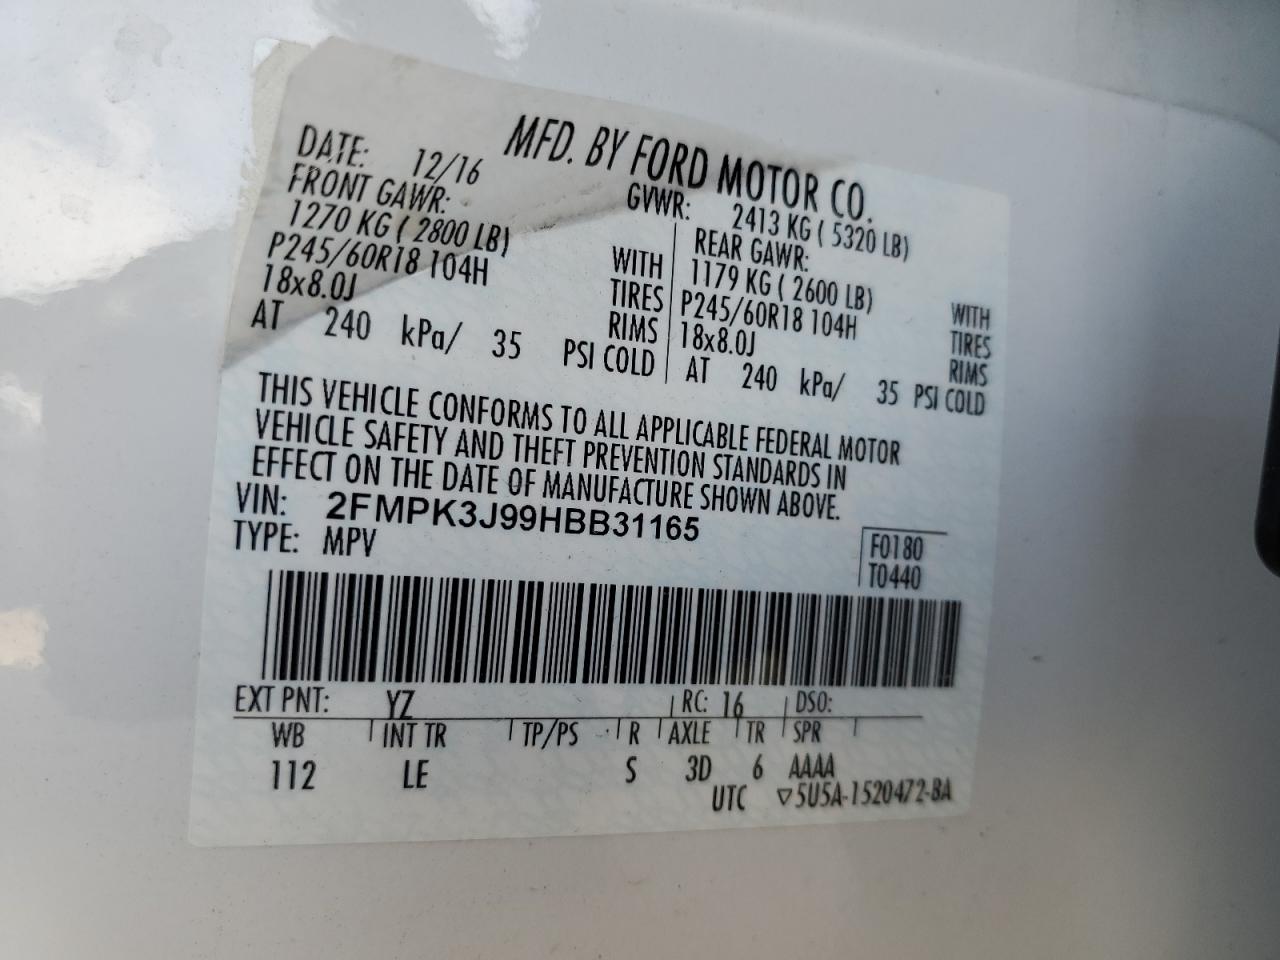 MFD. BY FORD MOTOR CO.
DATE: 12/16 GVWR: 2413 KG ( 5320 LB)
FRONT GAWR: REAR GAWR:
1270 KG ( 2800 LB) WITH 1179 KG ( 2600 LB) WITH
P245/60R18 104H TIRES P245/60R18 104H TIRES
18x8.0J RIMS 18x8.0J RIMS
AT 240 kPa/ 35 PSI COLD AT 240 kPa/ 35 PSI COLD
THIS VEHICLE CONFORMS TO ALL APPLICABLE FEDERAL MOTOR
VEHICLE SAFETY AND THEFT PREVENTION STANDARDS IN
EFFECT ON THE DATE OF MANUFACTURE SHOWN ABOVE.
VIN: 2FMPK3J99HBB31165
TYPE: MPV F0180
T0440
EXT PNT: YZ RC: 16 DSO:
WB INT TR TP/PS R AXLE TR SPR
112 LE S 3D 6 AAAA
UTC ▽5U5A-1520472-BA